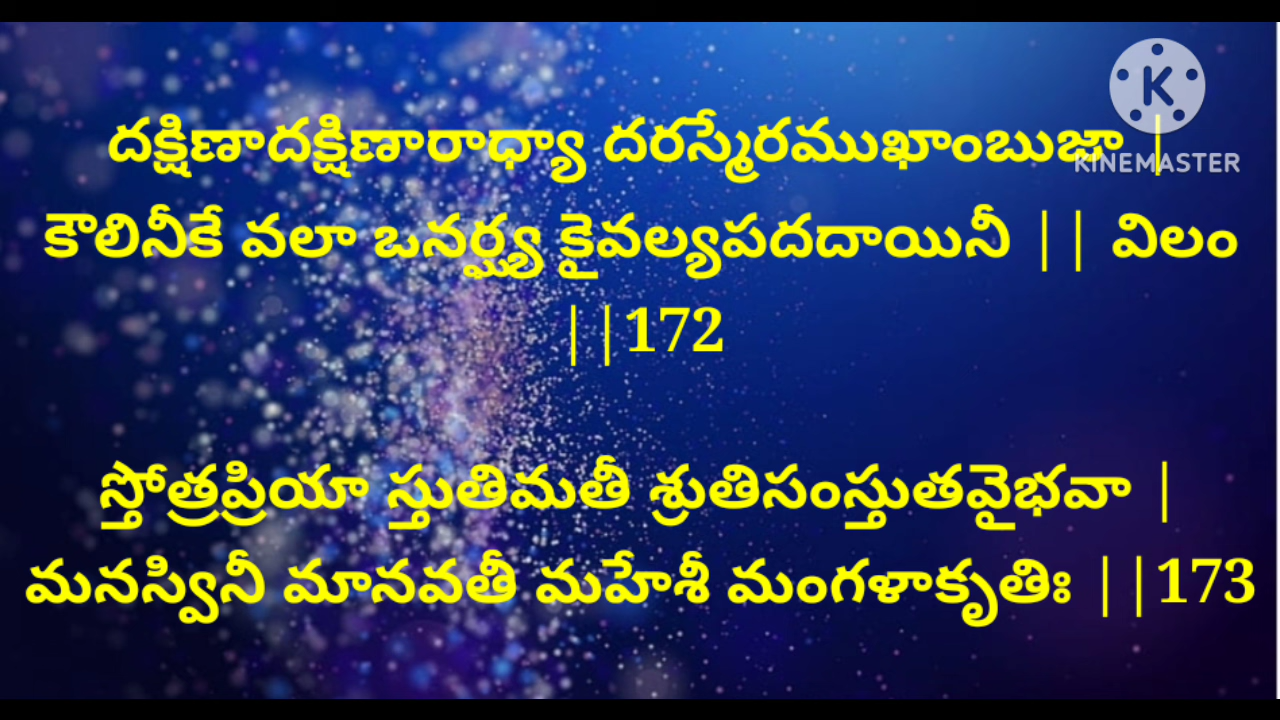 దక్షిణాదక్షిణారాధ్యా దరస్మేరముఖాంబుజా |
KINEMASTER
కౌలినీకే వలా ఒనర్ఘ్య కైవల్యపదదాయినీ || విలం
||172
స్తోత్రప్రియా స్తుతిమతీ శ్రుతిసంస్తుతవైభవా |
మనస్వినీ మానవతీ మహేశీ మంగళాకృతిః ||173